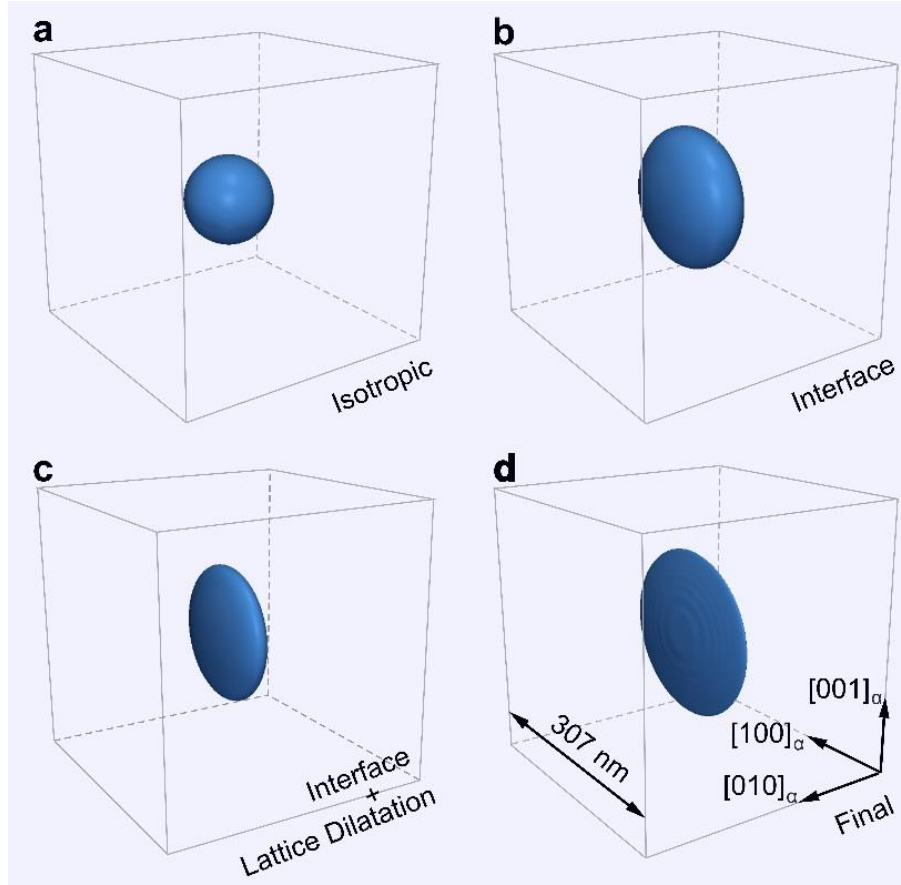 a
Isotropic
b
Interface
c
Interface
+
Lattice Dilatation
d
307 nm
[001]α
[100]α
[010]α
Final